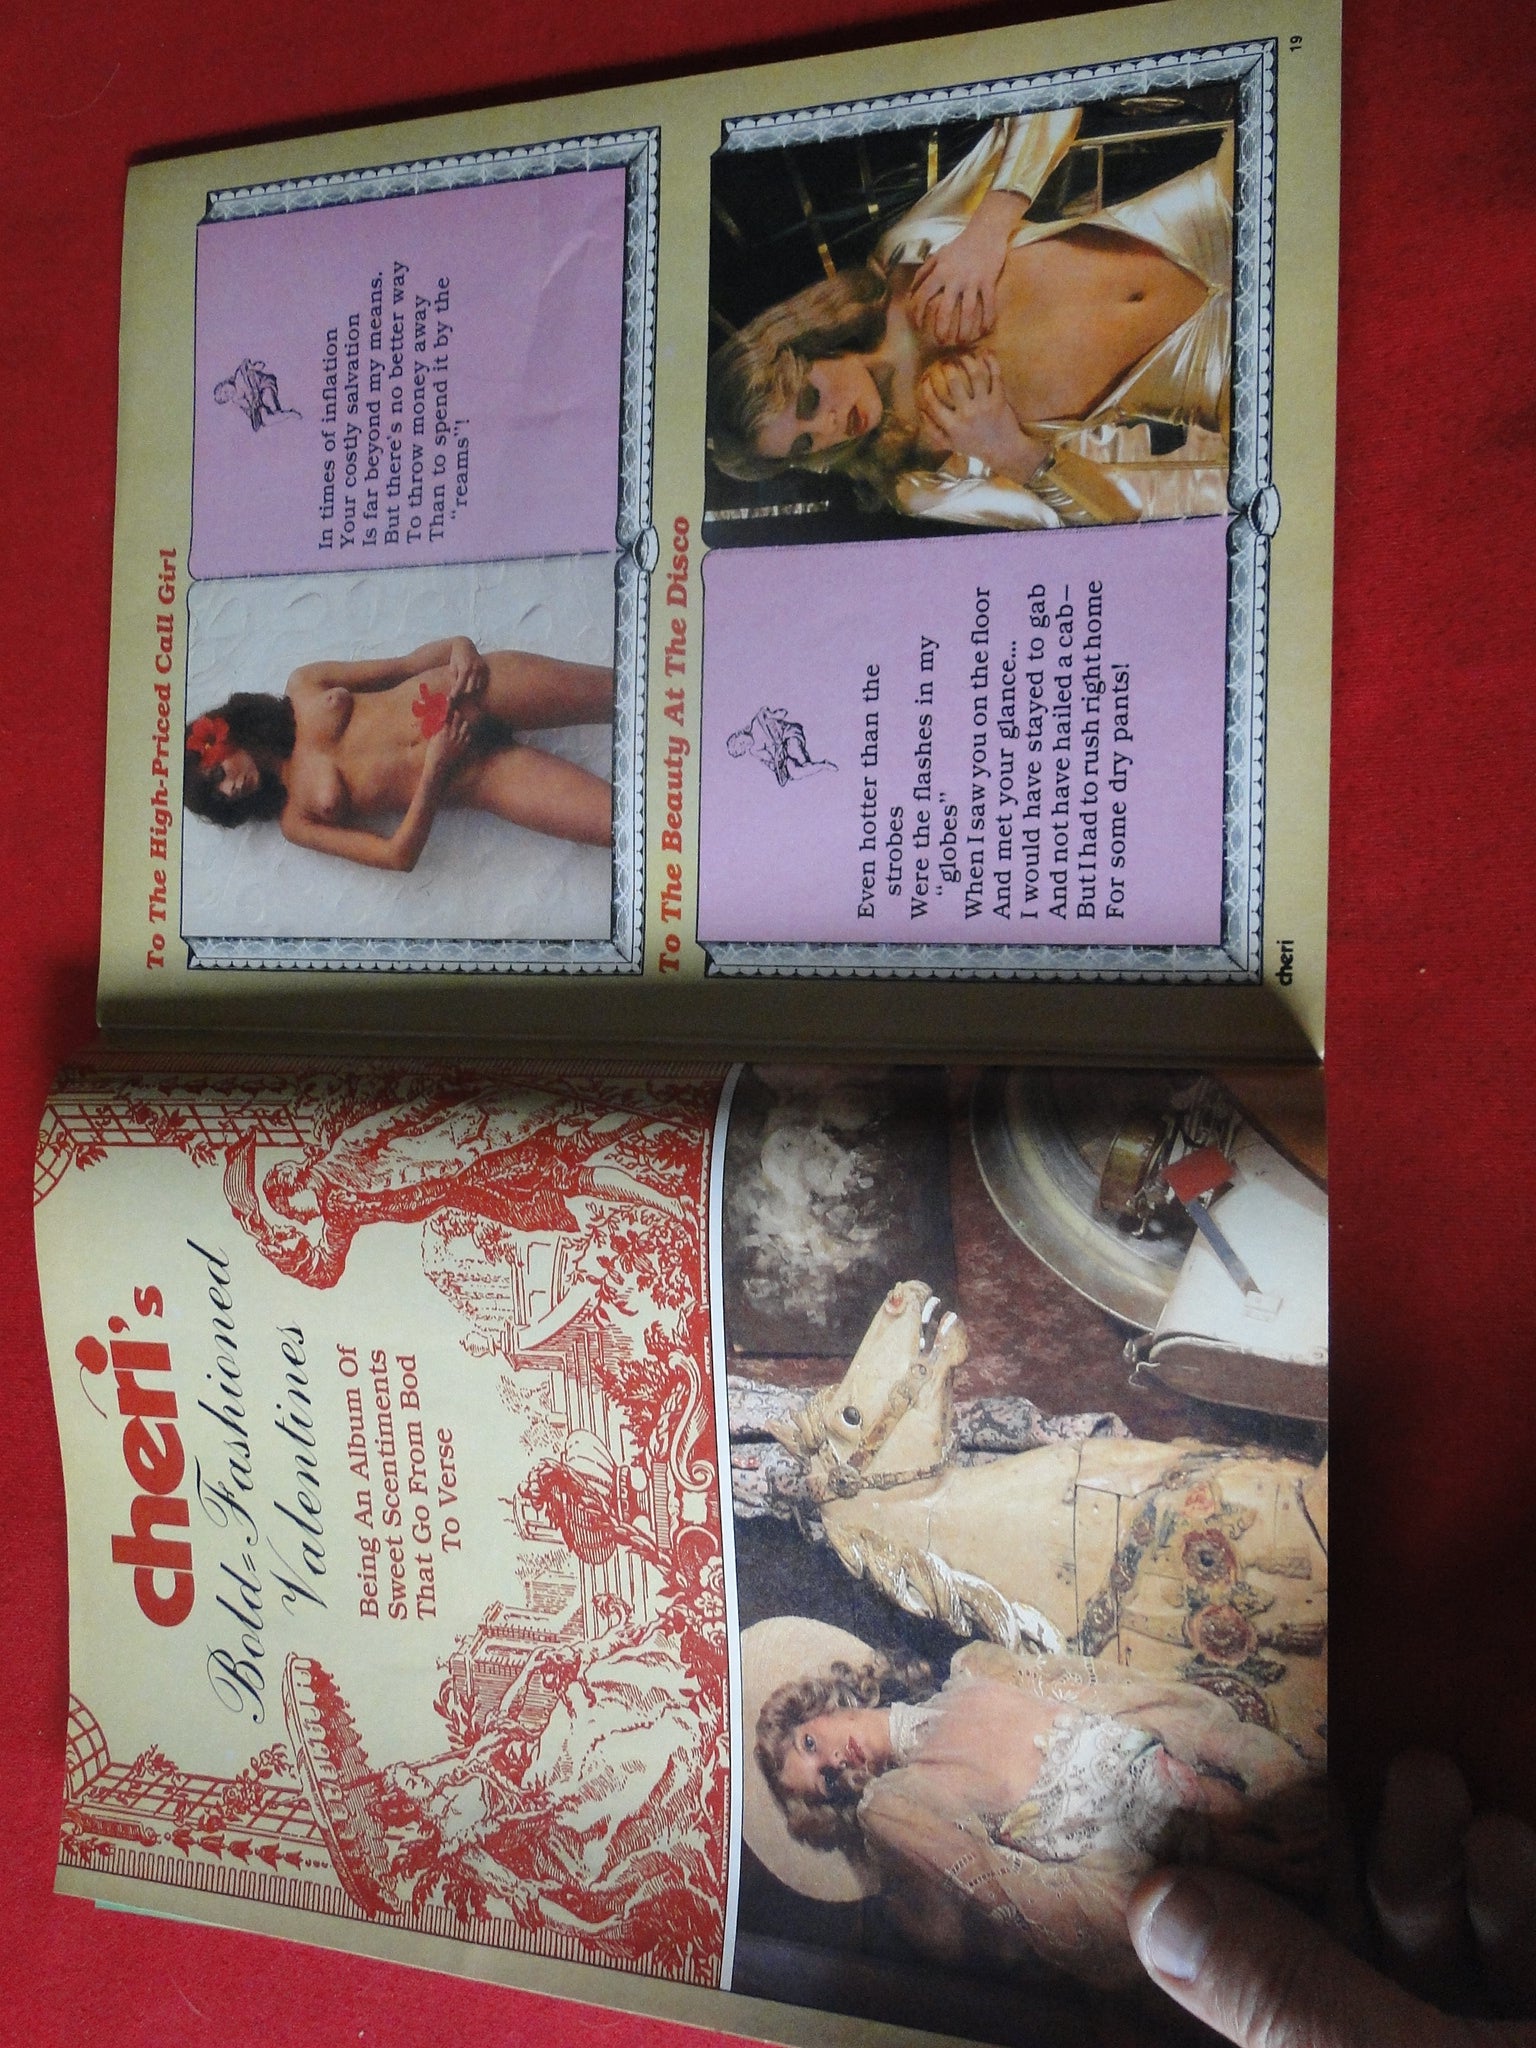 cheri's
Bold=Fashioned
Valentines
Being An Album Of
Sweet Scentiments
That Go From Bod
To Verse
To The High-Priced Call Girl
In times of inflation
Your costly salvation
Is far beyond my means.
But there's no better way
To throw money away
Than to spend it by the
"reams"!
To The Beauty At The Disco
Even hotter than the
strobes
Were the flashes in my
"globes"
When I saw you on the floor
And met your glance...
I would have stayed to gab
And not have hailed a cab—
But I had to rush right home
For some dry pants!
cheri
19